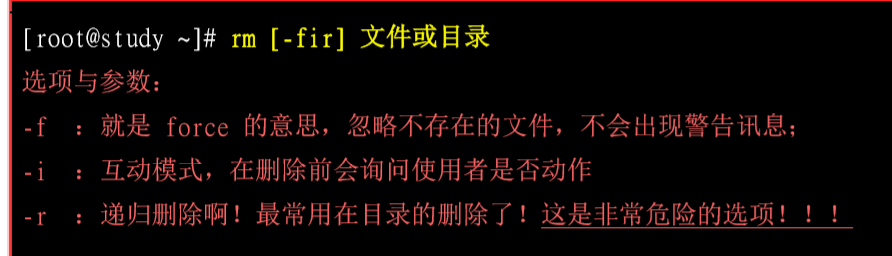 [root@study ~]# rm [-fir] 文件或目录
选项与参数：
-f ：就是 force 的意思，忽略不存在的文件，不会出现警告讯息；
-i ：互动模式，在删除前会询问使用者是否动作
-r ：递归删除啊！最常用在目录的删除了！这是非常危险的选项！！！